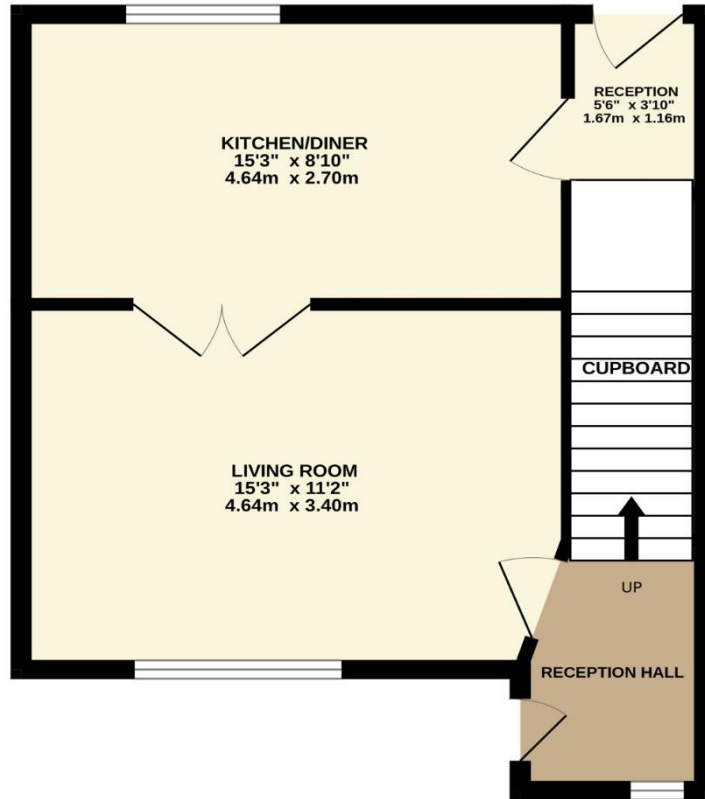 RECEPTION
5'6" x 3'10"
1.67m x 1.16m
KITCHEN/DINER
15'3" x 8'10"
4.64m x 2.70m
CUPBOARD
LIVING ROOM
15'3" x 11'2"
4.64m x 3.40m
UP
RECEPTION HALL